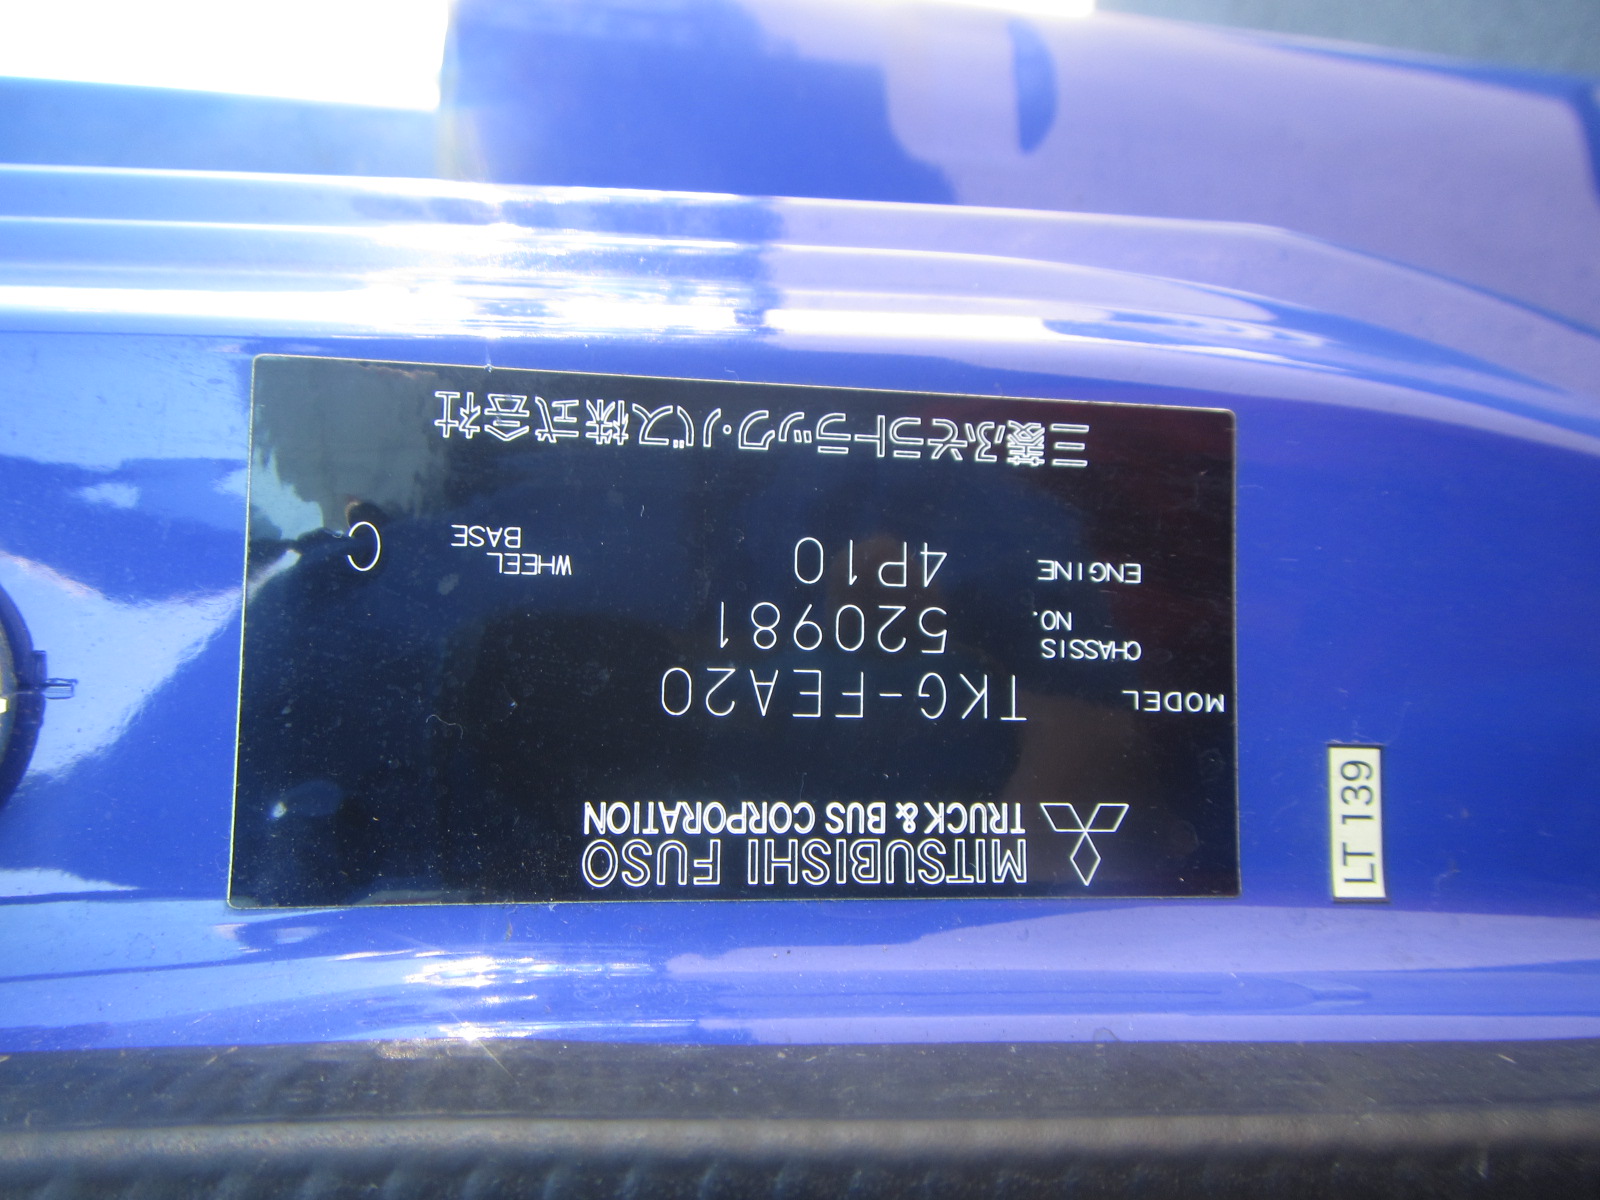 MITSUBISHI FUSO
TRUCK & BUS CORPORATION
MODEL TKG-FEA20
CHASSIS NO. 520981
ENGINE 4P10 WHEEL BASE C
三菱ふそうトラック・バス株式会社
LT 139